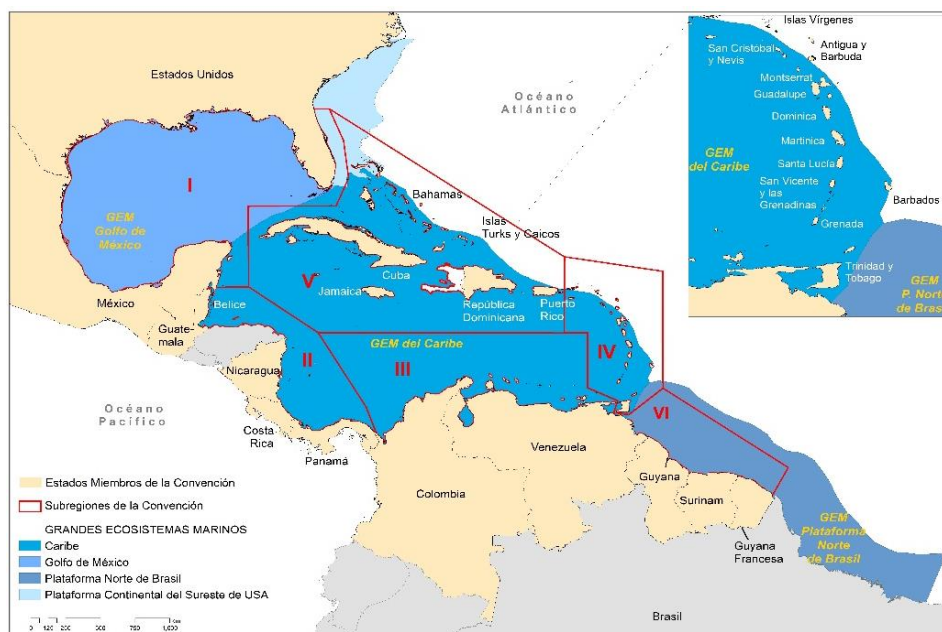 Estados Unidos
Océano
Atlántico
I
GEM
Golfo de
México
Bahamas
Islas
Turks y Caicos
V
Cuba
Jamaica
República
Dominicana
Puerto
Rico
México
Belice
Guate-
mala
GEM del Caribe
II
III
IV
VI
Nicaragua
Océano
Pacífico
Costa
Rica
Panamá
Venezuela
Colombia
Guyana
Surinam
Guyana
Francesa
GEM
Plataforma
Norte
de Brasil
Brasil
Islas Vírgenes
San Cristóbal
y Nevis
Antigua y
Barbuda
Montserrat
Guadalupe
Dominica
Martinica
GEM
del Caribe
Santa Lucía
San Vicente
y las
Grenadinas
Barbados
Grenada
Trinidad y
Tobago
GEM
P. Nort
de Bras
Estados Miembros de la Convención
Subregiones de la Convención
GRANDES ECOSISTEMAS MARINOS
Caribe
Golfo de México
Plataforma Norte de Brasil
Plataforma Continental del Sureste de USA